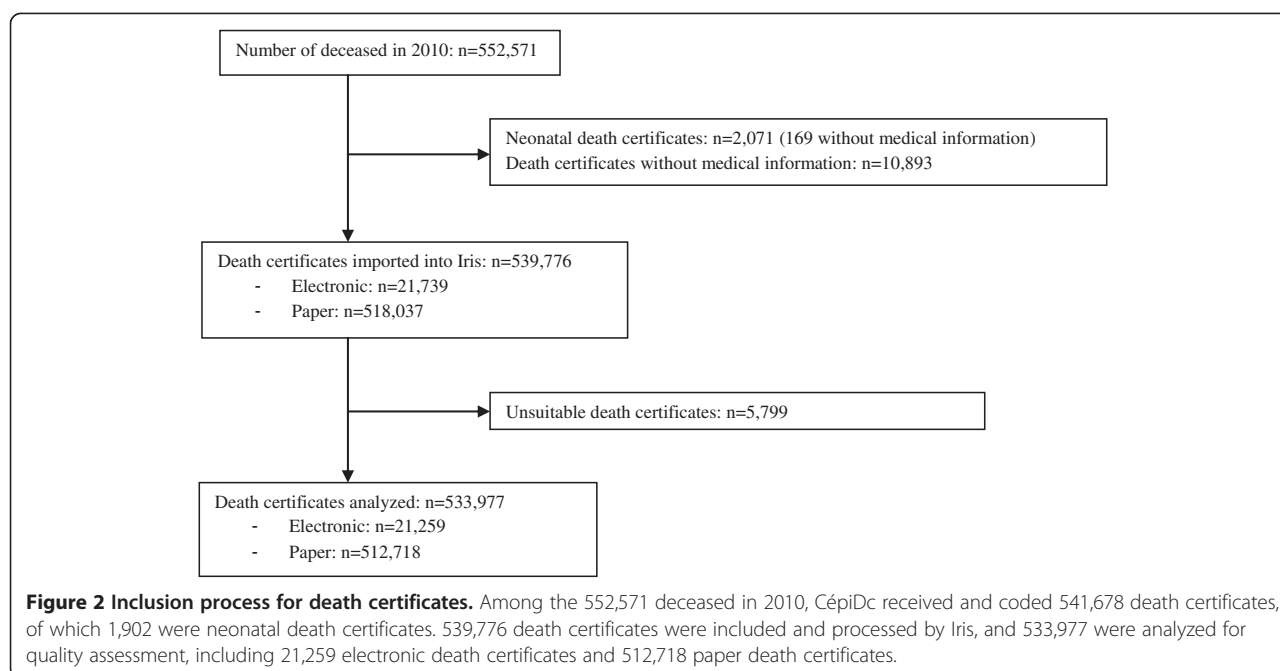 Number of deceased in 2010: n=552,571
Neonatal death certificates: n=2,071 (169 without medical information)
Death certificates without medical information: n=10,893
Death certificates imported into Iris: n=539,776
- Electronic: n=21,739
- Paper: n=518,037
Unsuitable death certificates: n=5,799
Death certificates analyzed: n=533,977
- Electronic: n=21,259
- Paper: n=512,718
Figure 2 Inclusion process for death certificates. Among the 552,571 deceased in 2010, CépiDc received and coded 541,678 death certificates,
of which 1,902 were neonatal death certificates. 539,776 death certificates were included and processed by Iris, and 533,977 were analyzed for
quality assessment, including 21,259 electronic death certificates and 512,718 paper death certificates.